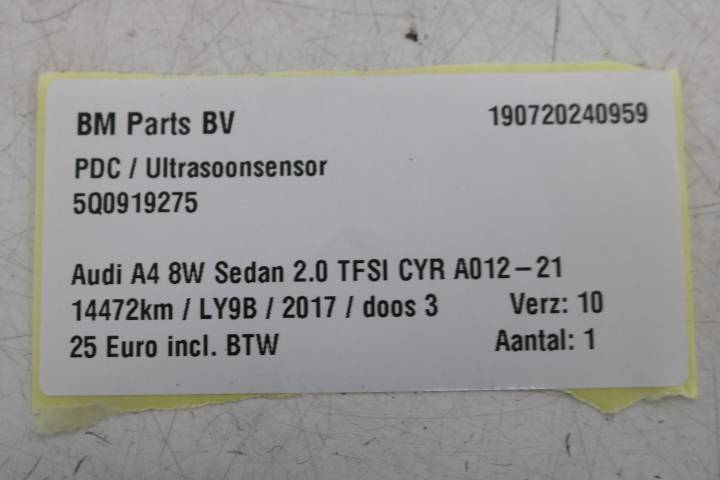 BM Parts BV 190720240959
PDC / Ultrasoonsensor
5Q0919275
Audi A4 8W Sedan 2.0 TFSI CYR A012-21
14472km / LY9B / 2017 / doos 3 Verz: 10
25 Euro incl. BTW Aantal: 1